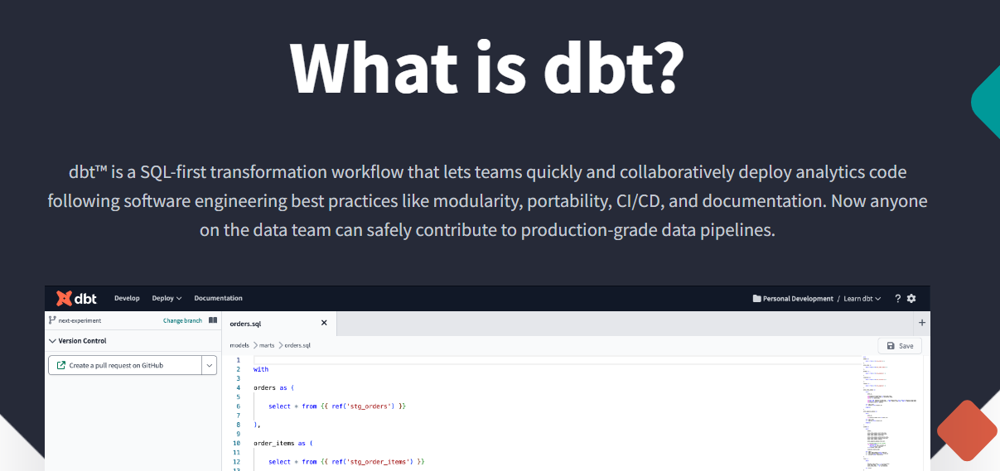 What is dbt?
dbt™ is a SQL-first transformation workflow that lets teams quickly and collaboratively deploy analytics code
following software engineering best practices like modularity, portability, CI/CD, and documentation. Now anyone
on the data team can safely contribute to production-grade data pipelines.
dbt Develop Deploy Documentation Personal Development / Learn dbt ?
next-experiment Change branch
orders.sql × +
Version Control
models > marts > orders.sql Save
Create a pull request on GitHub
1
2 with
3
4 orders as (
5
6 select * from {{ ref('stg_orders') }}
7
8 ),
9
10 order_items as (
11
12 select * from {{ ref('stg_order_items') }}
13